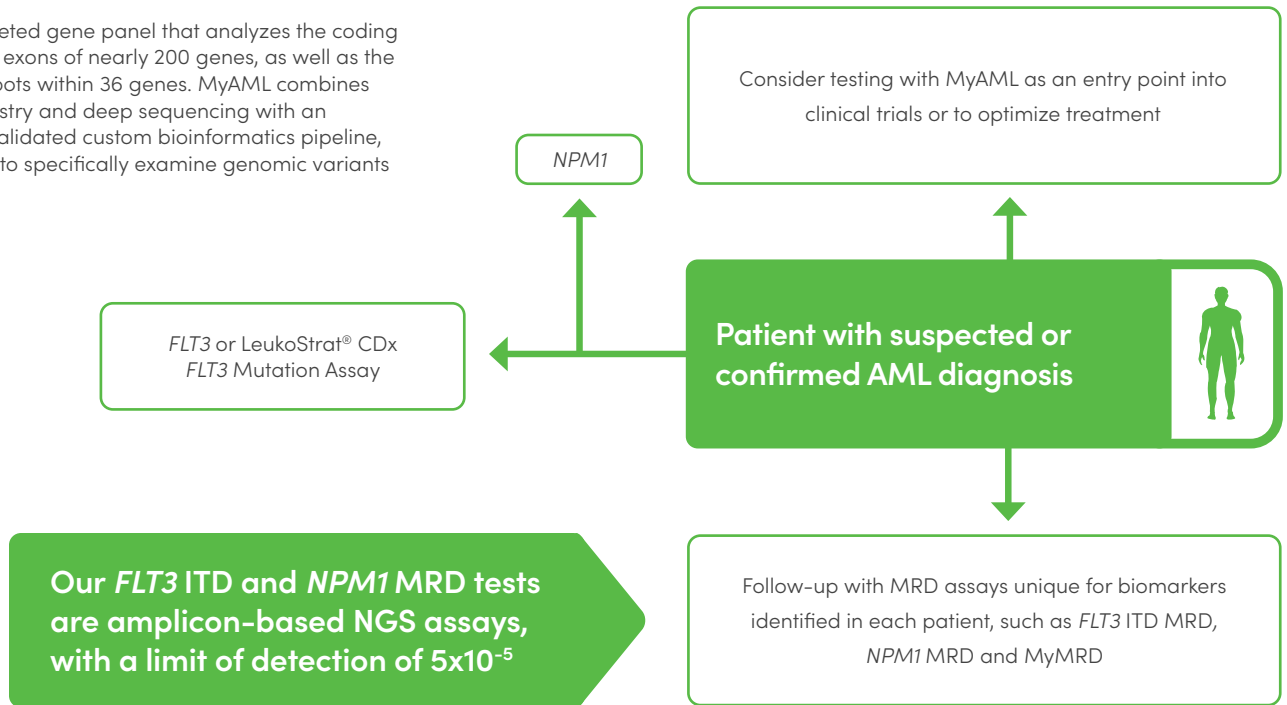 eted gene panel that analyzes the coding
exons of nearly 200 genes, as well as the
pots within 36 genes. MyAML combines
stry and deep sequencing with an
alidated custom bioinformatics pipeline,
to specifically examine genomic variants
Consider testing with MyAML as an entry point into
clinical trials or to optimize treatment
NPM1
FLT3 or LeukoStrat® CDx
FLT3 Mutation Assay
Patient with suspected or
confirmed AML diagnosis
Our FLT3 ITD and NPM1 MRD tests
are amplicon-based NGS assays,
with a limit of detection of 5x10⁻⁵
Follow-up with MRD assays unique for biomarkers
identified in each patient, such as FLT3 ITD MRD,
NPM1 MRD and MyMRD